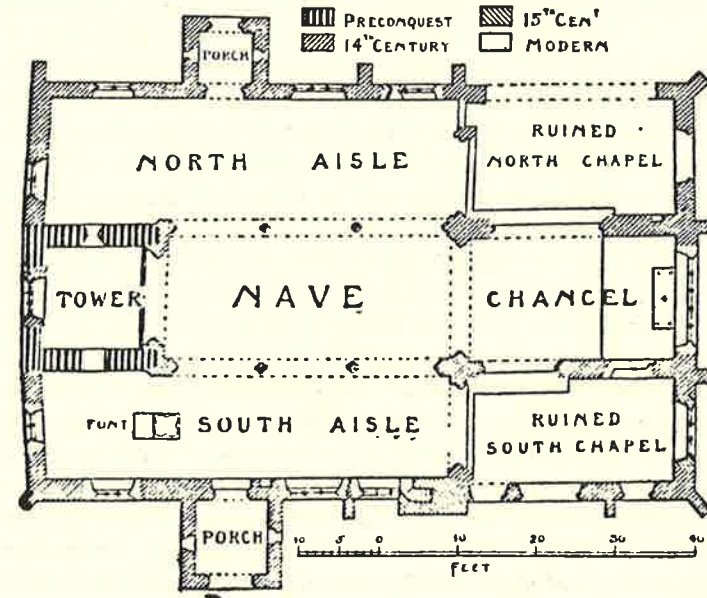 PRECONQUEST
15TH CENT
14TH CENTURY
MODERN
PORCH
NORTH AISLE
RUINED
NORTH CHAPEL
TOWER
NAVE
CHANCEL
FONT
SOUTH AISLE
RUINED
SOUTH CHAPEL
PORCH
10 5 0 10 20 30 40
FEET